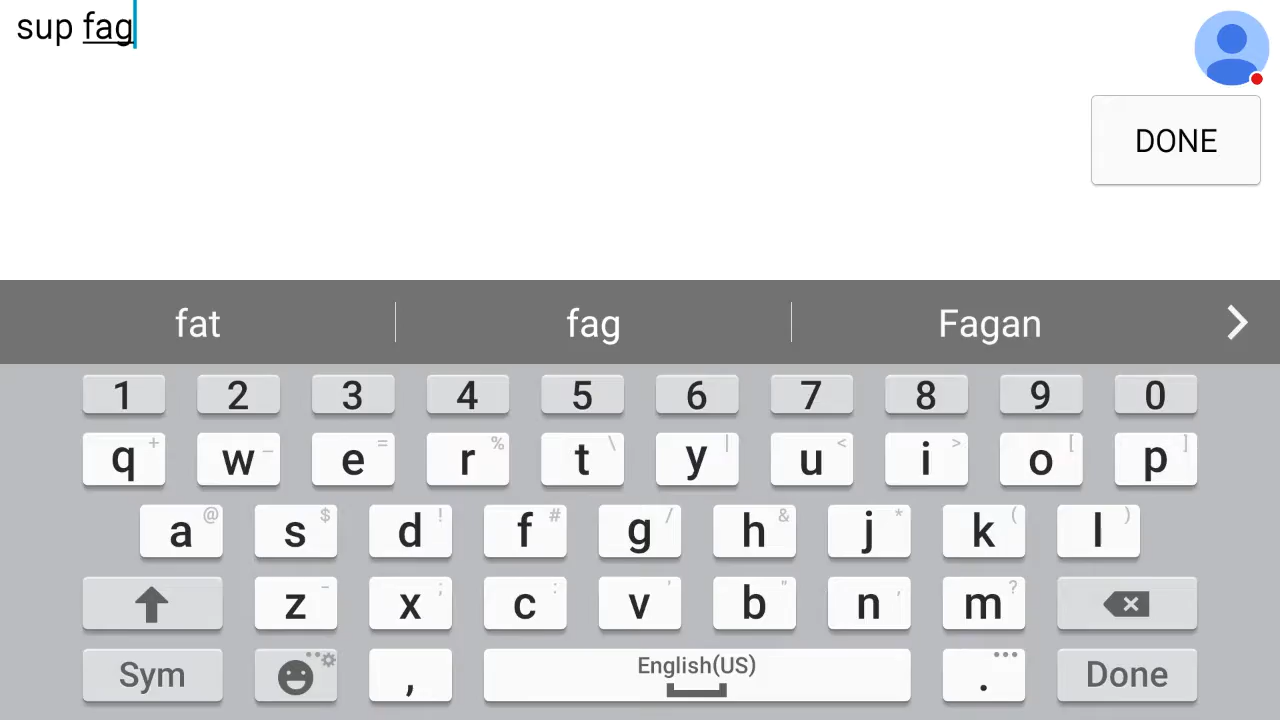 sup fag
DONE
fat fag Fagan
1 2 3 4 5 6 7 8 9 0
q + w _ e = r % t \ y | u < i > o [ p ]
a @ s $ d ! f # g / h & j * k ( l )
z - x ; c : v ' b " n , m ?
Sym , English(US) . Done